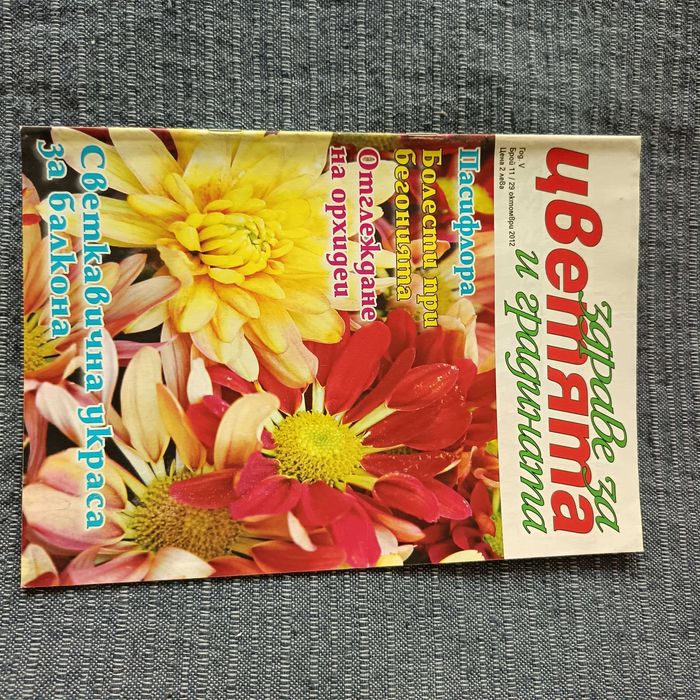 здраве за
цветята
и градината
Год. V
Брой 11 / 29 октомври 2012
Цена 2 лева
Пасифлора
Болести при
бегонията
Отглеждане
на орхидеи
Светкавична украса
за балкона